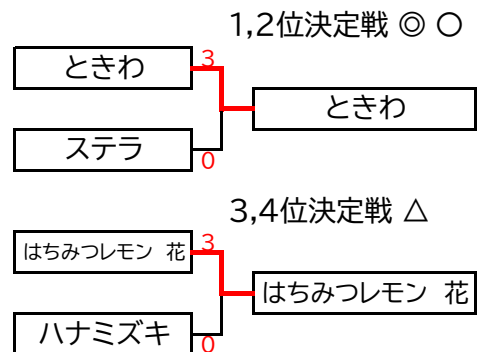 1,2位決定戦 ◎ 〇
ときわ
3
ときわ
ステラ
0
3,4位決定戦 △
はちみつレモン 花
3
はちみつレモン 花
ハナミズキ
0